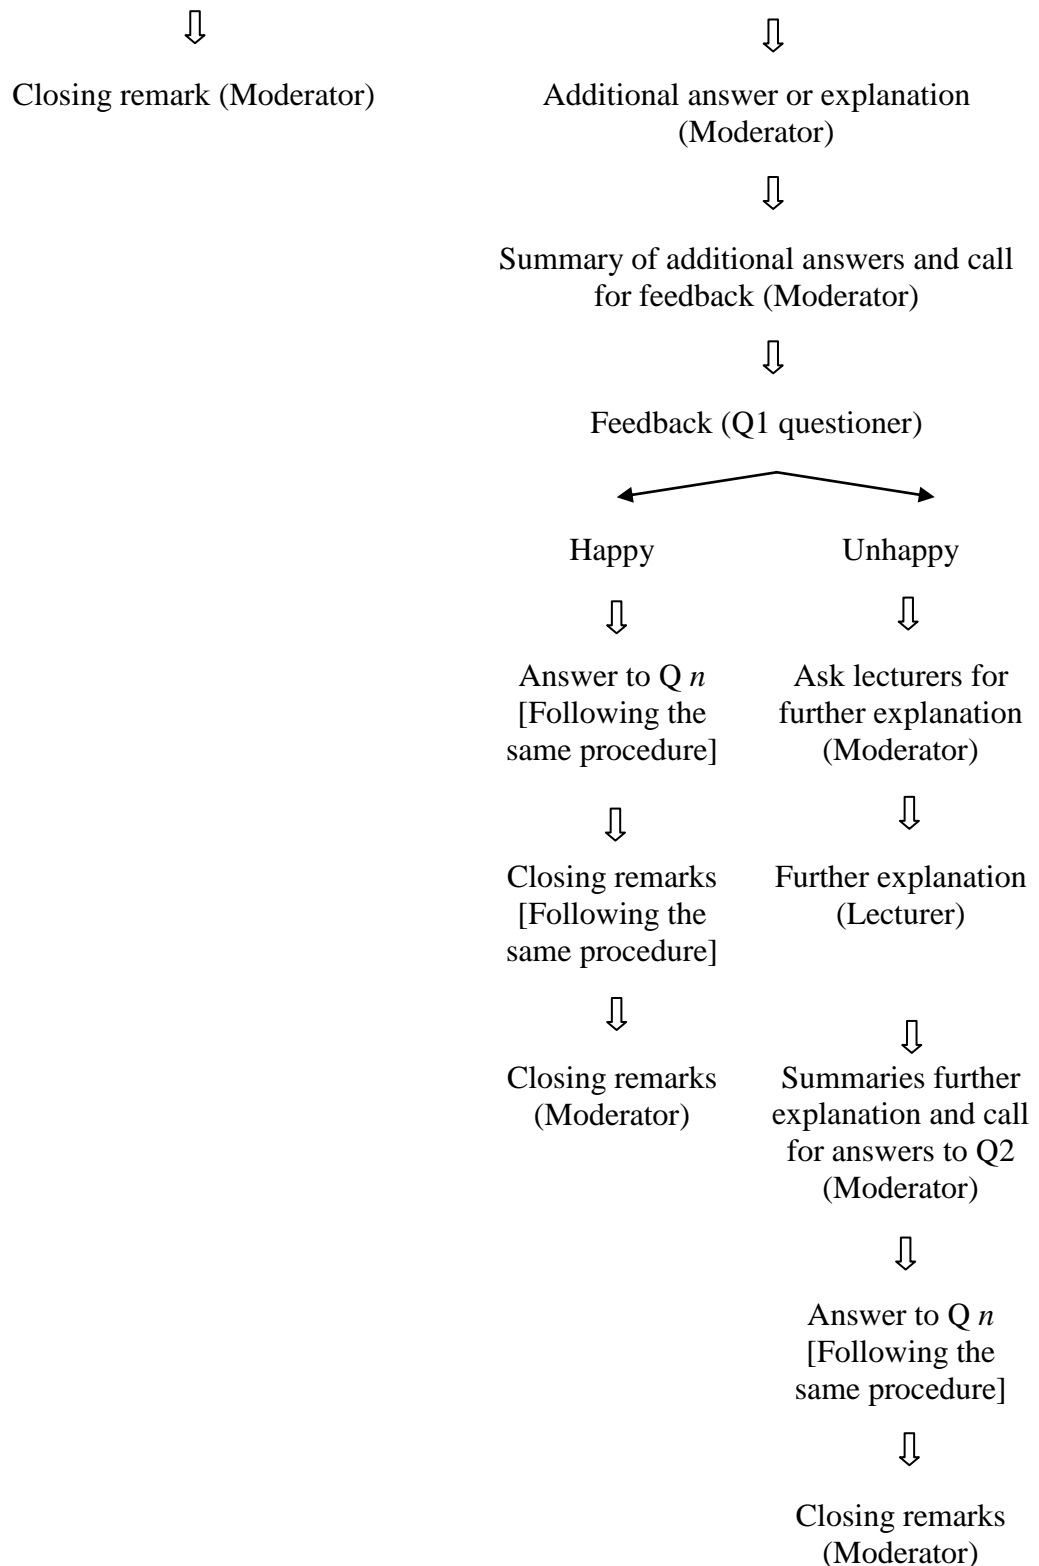 Closing remark (Moderator)
Additional answer or explanation
(Moderator)
Summary of additional answers and call
for feedback (Moderator)
Feedback (Q1 questioner)
Happy
Unhappy
Answer to Q n
[Following the
same procedure]
Ask lecturers for
further explanation
(Moderator)
Closing remarks
[Following the
same procedure]
Further explanation
(Lecturer)
Closing remarks
(Moderator)
Summaries further
explanation and call
for answers to Q2
(Moderator)
Answer to Q n
[Following the
same procedure]
Closing remarks
(Moderator)